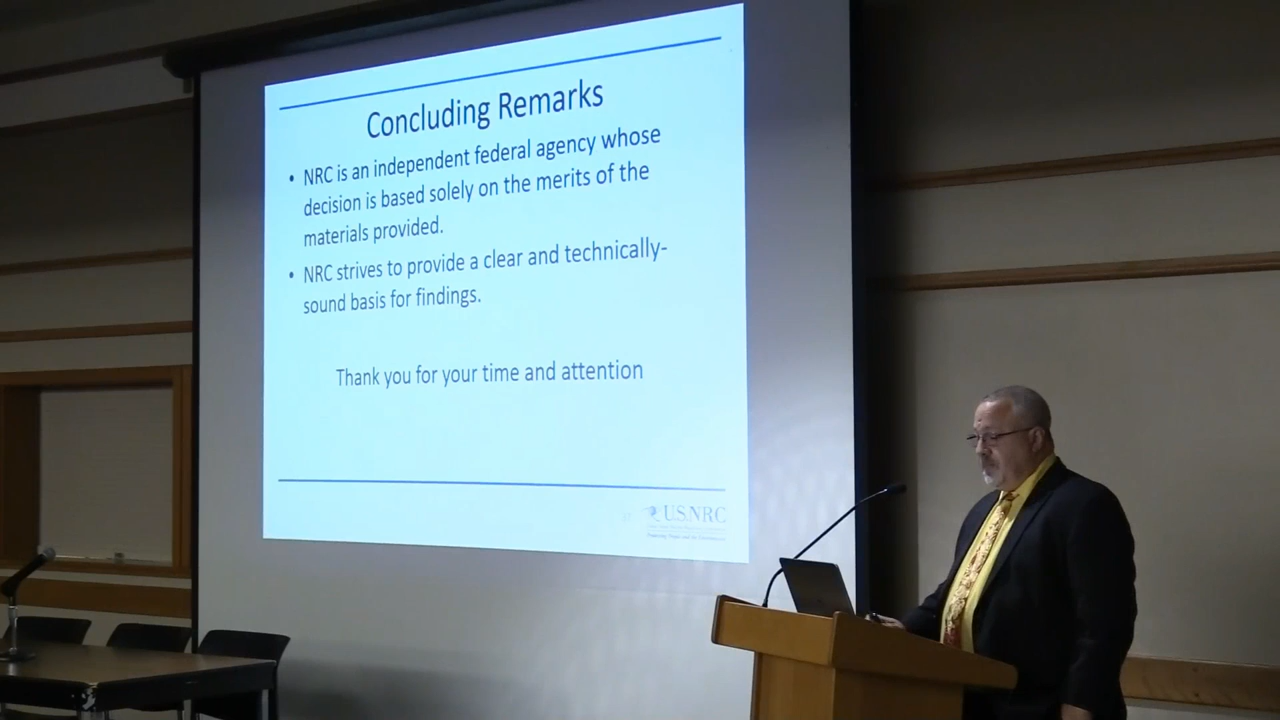 Concluding Remarks
• NRC is an independent federal agency whose
decision is based solely on the merits of the
materials provided.
• NRC strives to provide a clear and technically-
sound basis for findings.
Thank you for your time and attention
U.S.NRC